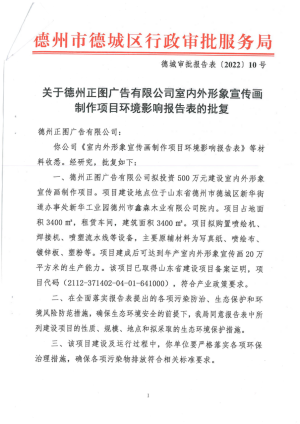 德州市德城区行政审批服务局
德城审批报告表〔2022〕10号
关于德州正图广告有限公司室内外形象宣传画
制作项目环境影响报告表的批复
德州正图广告有限公司：
你公司《室内外形象宣传画制作项目环境影响报告表》等材
料收悉。经研究，批复如下：
一、德州正图广告有限公司拟投资500万元建设室内外形
象宣传画制作项目。项目建设地点位于山东省德州市德城区新华街
道办事处新华工业园德州市鑫森木业有限公司院内。项目占地面
积3400㎡，租赁车间，建筑面积3400㎡。项目拟购置喷绘机、
焊接机、喷塑流水线等设备，主要原辅材料为写真纸、喷绘布、
镀锌板、塑粉等。项目建成后可达到年产室内外形象宣传画20万
平方米的生产能力。该项目已取得山东省建设项目备案证明，项
目代码（2112-371402-04-01-641000），符合产业政策要求。
二、在全面落实报告表提出的各项污染防治、生态保护和环
境风险防范措施，确保生态环境安全的前提下，我局同意报告表中所
列建设项目的性质、规模、地点和拟采取的生态环境保护措施。
三、该项目建设及运行过程中，你单位要严格落实各项环保
治理措施，确保各项污染物排放符合相关标准要求。
1